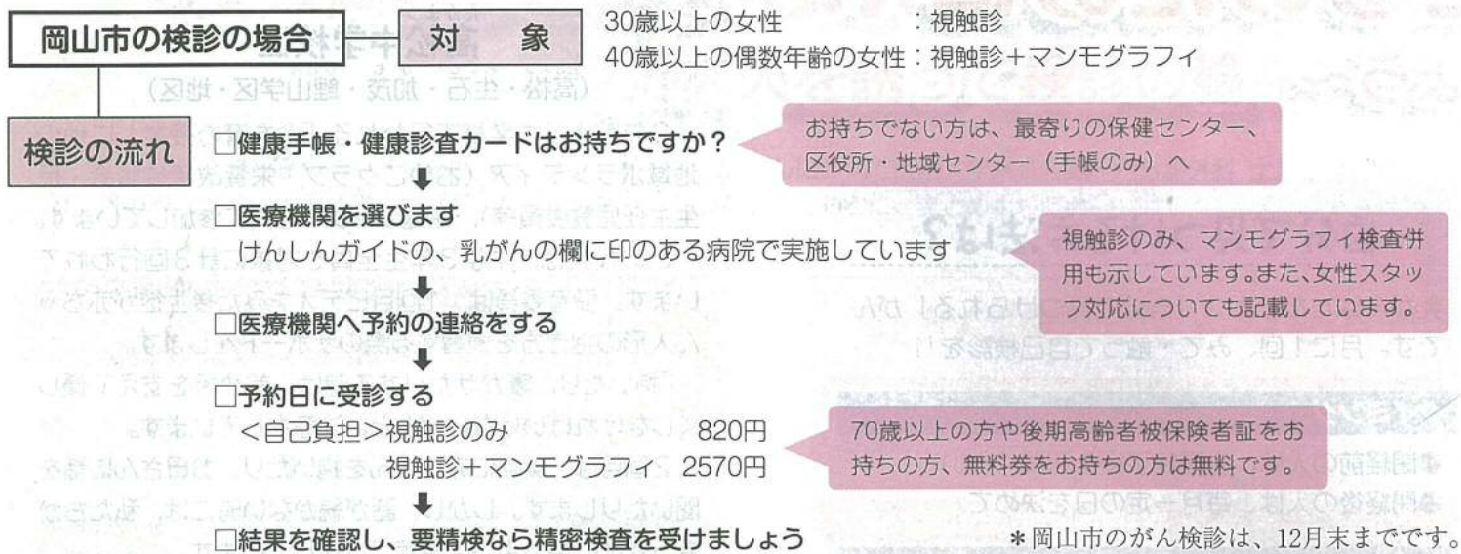 岡山市の検診の場合
対　象
30歳以上の女性　　　　　　：視触診
40歳以上の偶数年齢の女性：視触診＋マンモグラフィ
検診の流れ
□健康手帳・健康診査カードはお持ちですか？
お持ちでない方は、最寄りの保健センター、
区役所・地域センター（手帳のみ）へ
⬇
□医療機関を選びます
けんしんガイドの、乳がんの欄に印のある病院で実施しています
視触診のみ、マンモグラフィ検査併
用も示しています。また、女性スタッ
フ対応についても記載しています。
⬇
□医療機関へ予約の連絡をする
⬇
□予約日に受診する
＜自己負担＞視触診のみ　820円
視触診＋マンモグラフィ　2570円
70歳以上の方や後期高齢者被保険者証をお
持ちの方、無料券をお持ちの方は無料です。
⬇
□結果を確認し、要精検なら精密検査を受けましょう
＊岡山市のがん検診は、12月末までです。